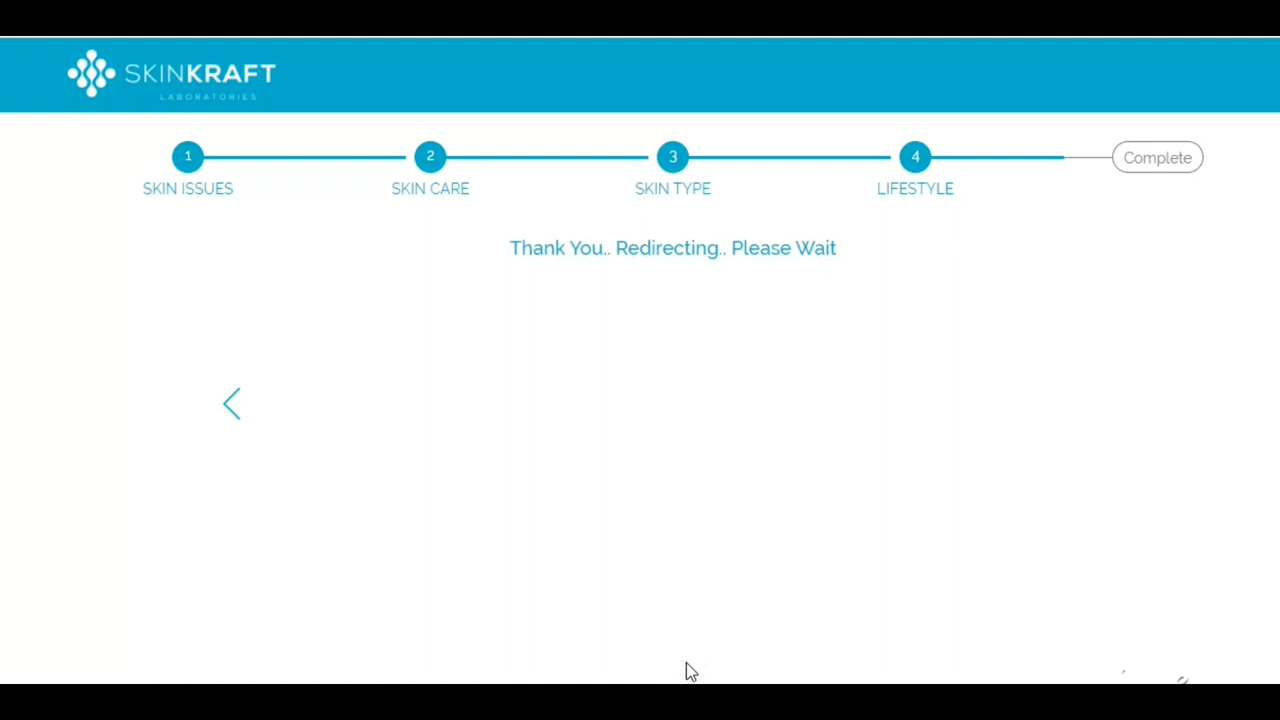 SKINKRAFT
LABORATORIES
1 2 3 4 Complete
SKIN ISSUES SKIN CARE SKIN TYPE LIFESTYLE
Thank You.. Redirecting.. Please Wait